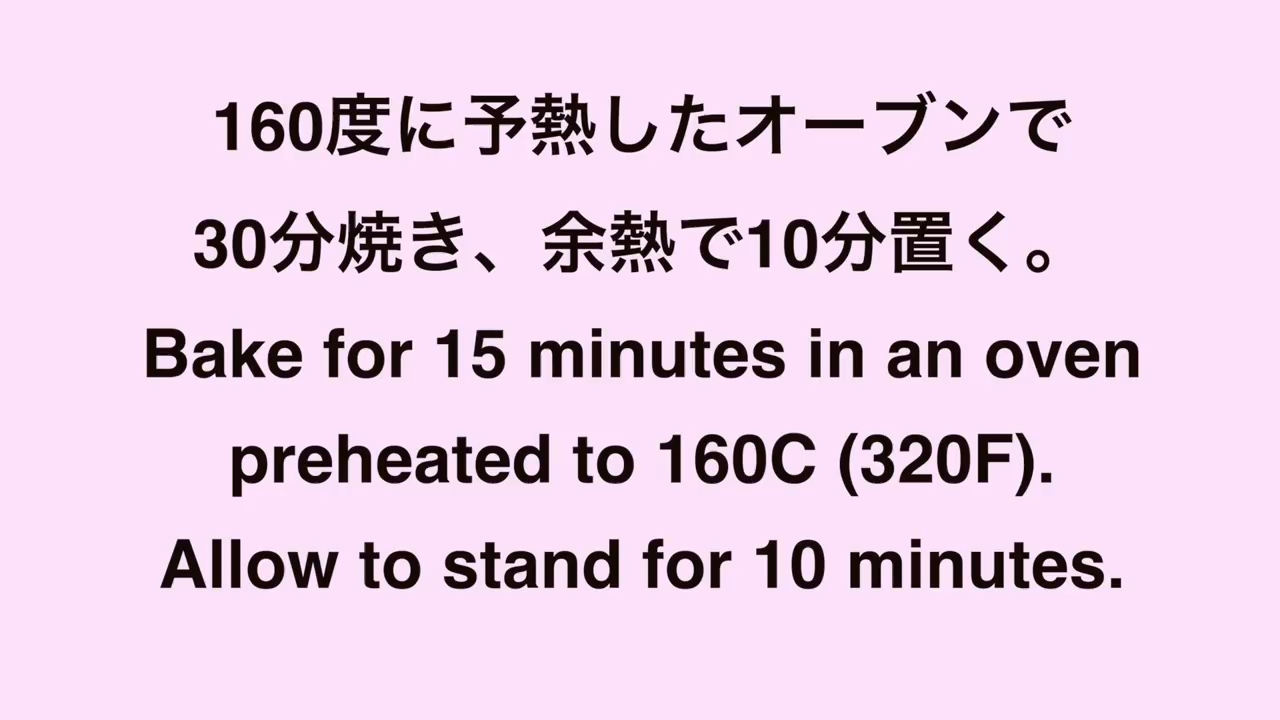 160度に予熱したオーブンで
30分焼き、余熱で10分置く。
Bake for 15 minutes in an oven
preheated to 160C (320F).
Allow to stand for 10 minutes.